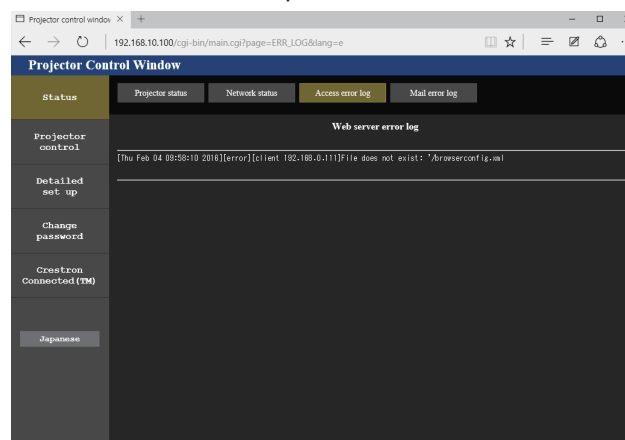 Projector control window
192.168.10.100/cgi-bin/main.cgi?page=ERR_LOG&lang=e
Projector Control Window
Status
Projector status
Network status
Access error log
Mail error log
Web server error log
[Thu Feb 04 09:58:10 2016][error][client 192.168.0.111]File does not exist: '/browserconfig.xml
Projector
control
Detailed
set up
Change
password
Crestron
Connected(TM)
Japanese